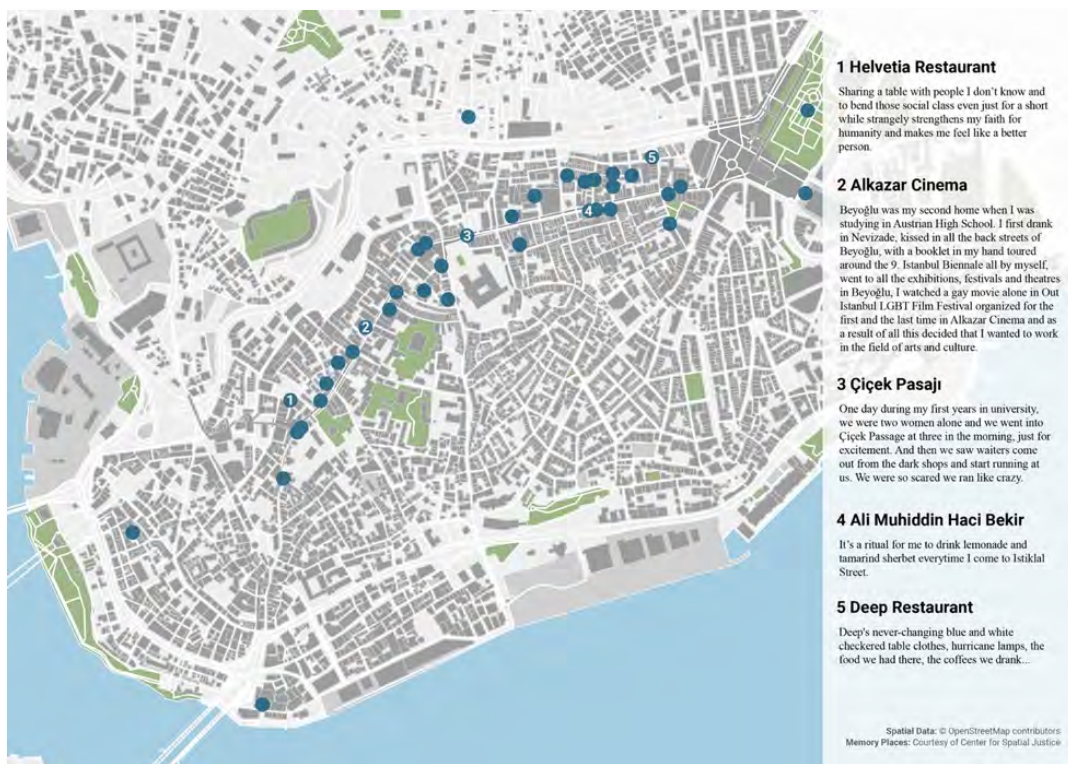 1 Helvetia Restaurant
Sharing a table with people I don't know and
to bend those social class even just for a short
while strangely strengthens my faith for
humanity and makes me feel like a better
person.
2 Alkazar Cinema
Beyoğlu was my second home when I was
studying in Austrian High School. I first drank
in Nevizade, kissed in all the back streets of
Beyoğlu, with a booklet in my hand toured
around the 9. Istanbul Biennale all by myself,
went to all the exhibitions, festivals and theatres
in Beyoğlu, I watched a gay movie alone in Out
Istanbul LGBT Film Festival organized for the
first and the last time in Alkazar Cinema and as
a result of all this decided that I wanted to work
in the field of arts and culture.
3 Çiçek Pasajı
One day during my first years in university,
we were two women alone and we went into
Çiçek Passage at three in the morning, just for
excitement. And then we saw waiters come
out from the dark shops and start running at
us. We were so scared we ran like crazy.
4 Ali Muhiddin Haci Bekir
It's a ritual for me to drink lemonade and
tamarind sherbet everytime I come to Istiklal
Street.
5 Deep Restaurant
Deep's never-changing blue and white
checkered table clothes, hurricane lamps, the
food we had there, the coffees we drank...
Spatial Data: © OpenStreetMap contributors
Memory Places: Courtesy of Center for Spatial Justice
5
4
3
2
1